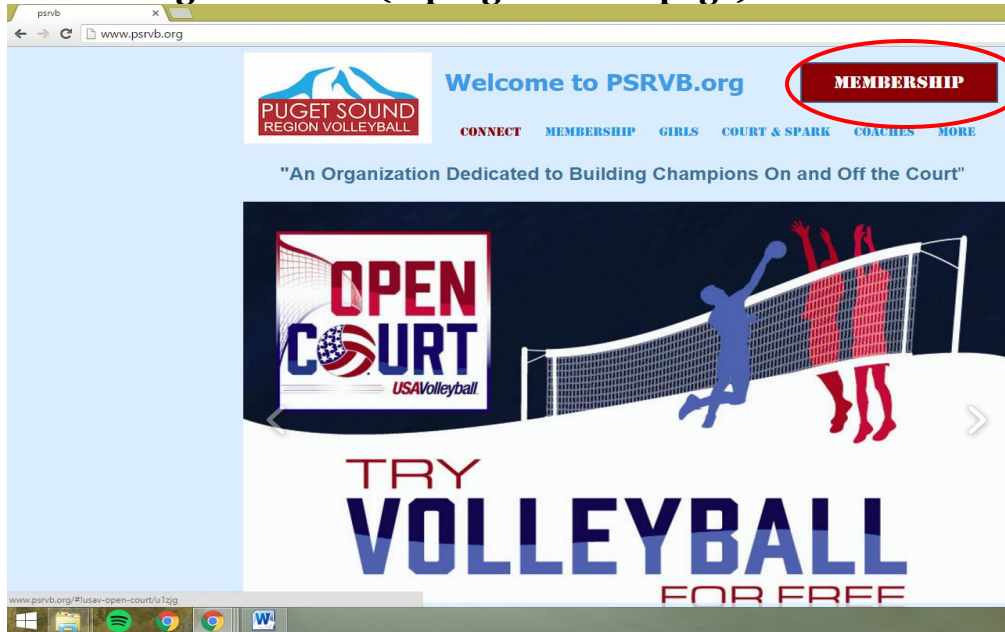 psrvb
www.psrvb.org
PUGET SOUND
REGION VOLLEYBALL
Welcome to PSRVB.org
MEMBERSHIP
CONNECT MEMBERSHIP GIRLS COURT & SPARK COACHES MORE
"An Organization Dedicated to Building Champions On and Off the Court"
OPEN
COURT
USAVolleyball.
TRY
VOLLEYBALL
FOR FREE
www.psrvb.org/#!usav-open-court/u1zjg
W